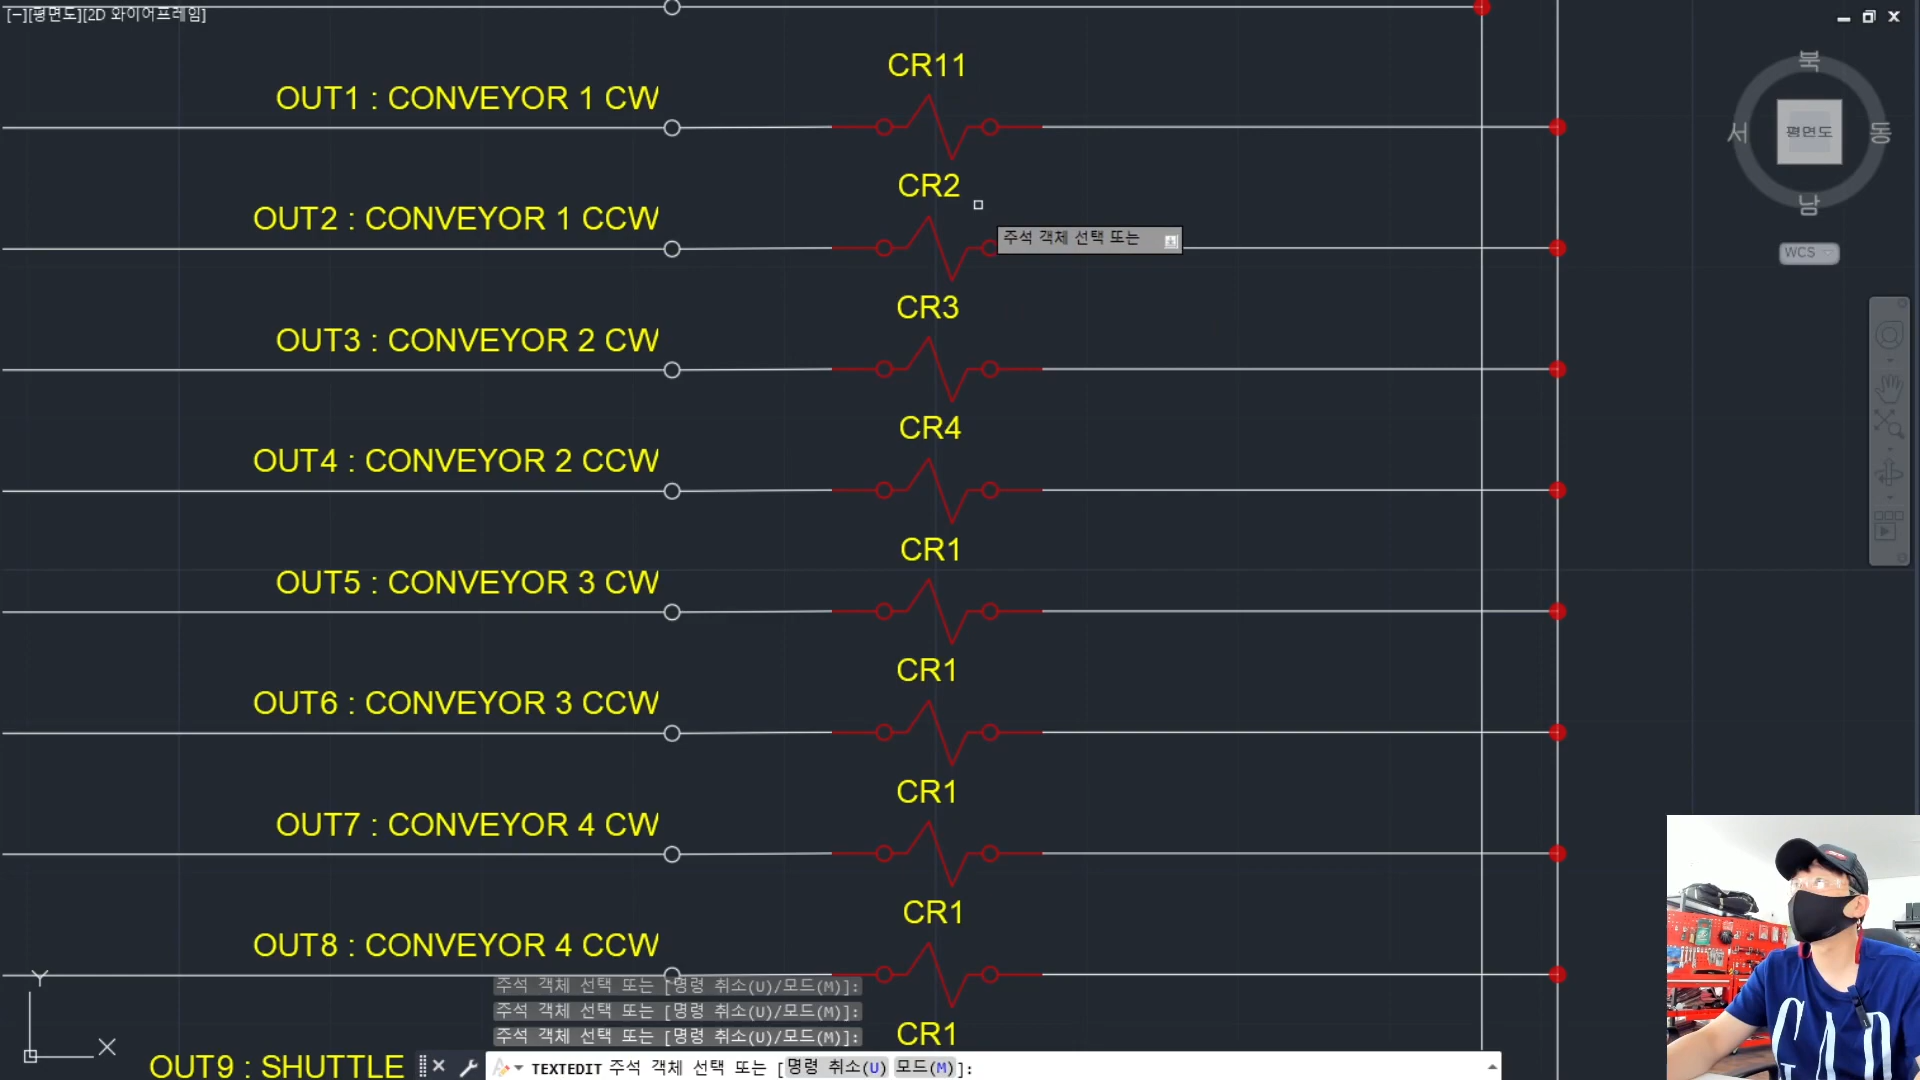 [−][평면도][2D 와이어프레임]
북
서
평면도
동
남
WCS
CR11
OUT1 : CONVEYOR 1 CW
CR2
OUT2 : CONVEYOR 1 CCW
주석 객체 선택 또는
CR3
OUT3 : CONVEYOR 2 CW
CR4
OUT4 : CONVEYOR 2 CCW
CR1
OUT5 : CONVEYOR 3 CW
CR1
OUT6 : CONVEYOR 3 CCW
CR1
OUT7 : CONVEYOR 4 CW
CR1
OUT8 : CONVEYOR 4 CCW
Y
주석 객체 선택 또는 [명령 취소(U)/모드(M)]:
주석 객체 선택 또는 [명령 취소(U)/모드(M)]:
주석 객체 선택 또는 [명령 취소(U)/모드(M)]:
CR1
X
OUT9 : SHUTTLE
TEXTEDIT 주석 객체 선택 또는 [명령 취소(U) 모드(M)]: